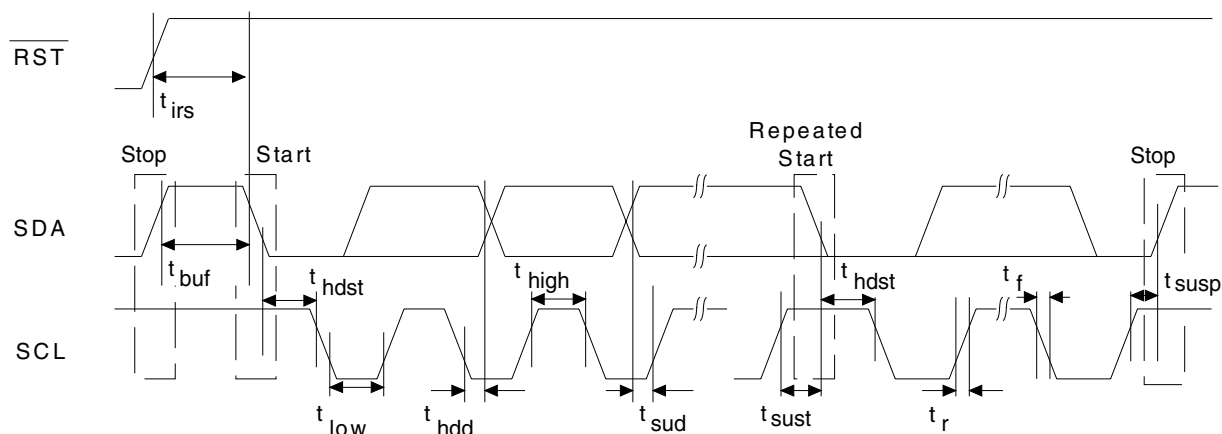 RST
t irs
Repeated
Stop Start Start Stop
SDA
t buf t hdst t high t hdst t f t susp
SCL
t low t hdd t sud t sust t r